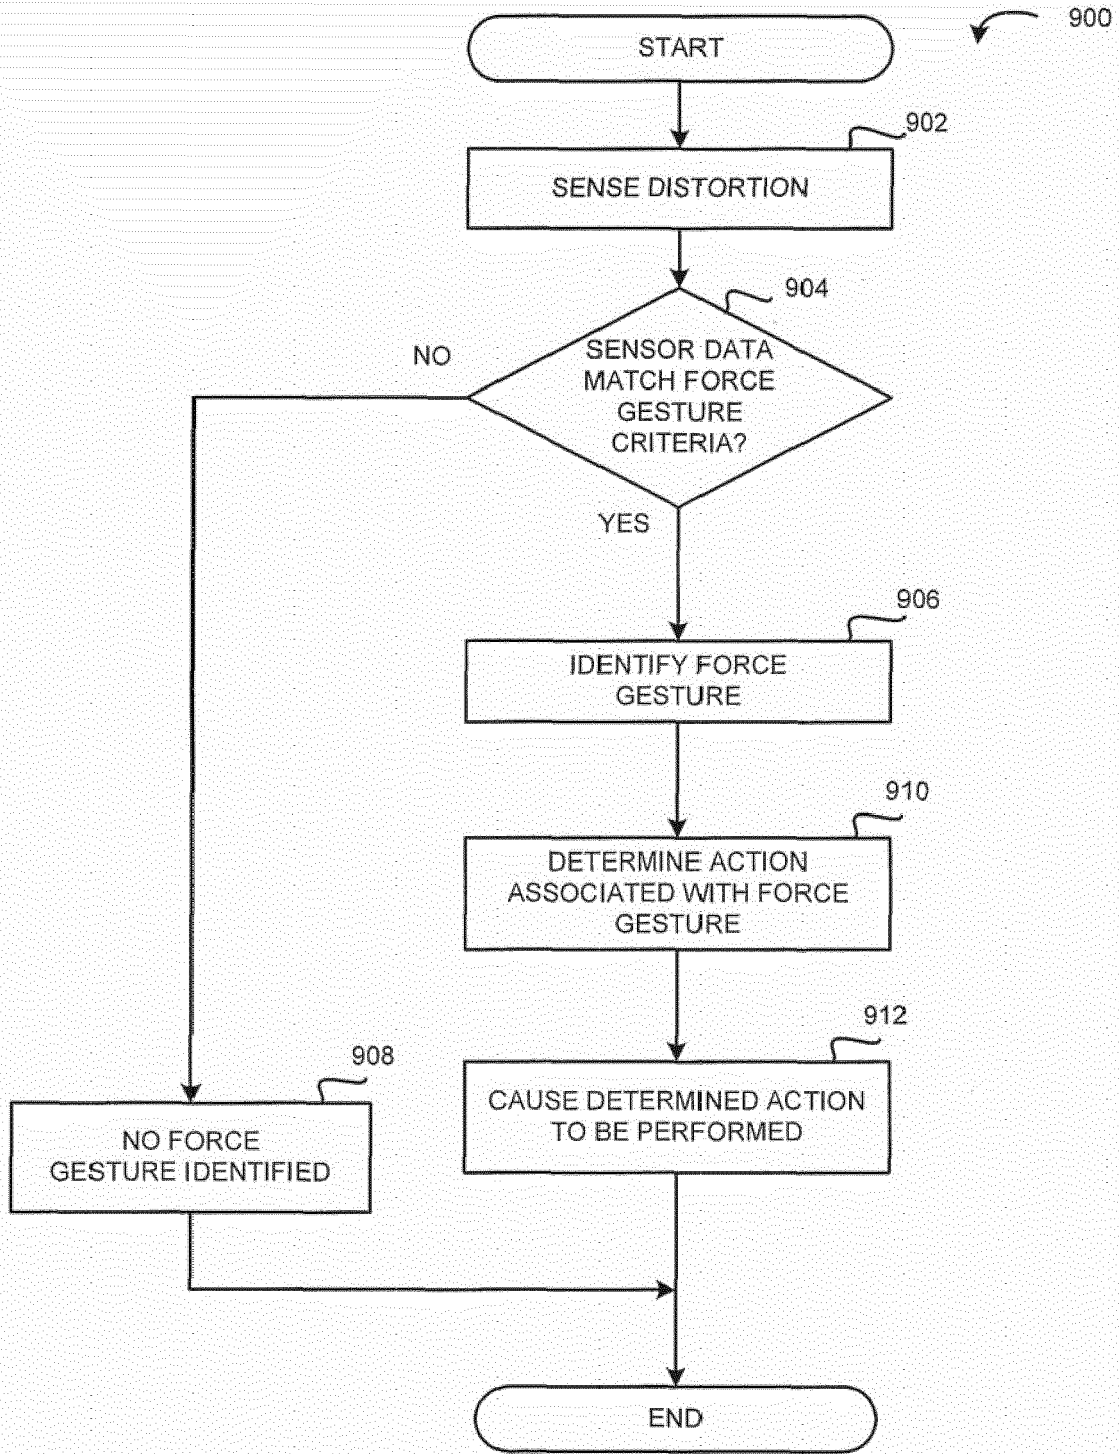 900
START
902
SENSE DISTORTION
904
NO
SENSOR DATA
MATCH FORCE
GESTURE
CRITERIA?
YES
906
IDENTIFY FORCE
GESTURE
910
DETERMINE ACTION
ASSOCIATED WITH FORCE
GESTURE
912
CAUSE DETERMINED ACTION
TO BE PERFORMED
908
NO FORCE
GESTURE IDENTIFIED
END